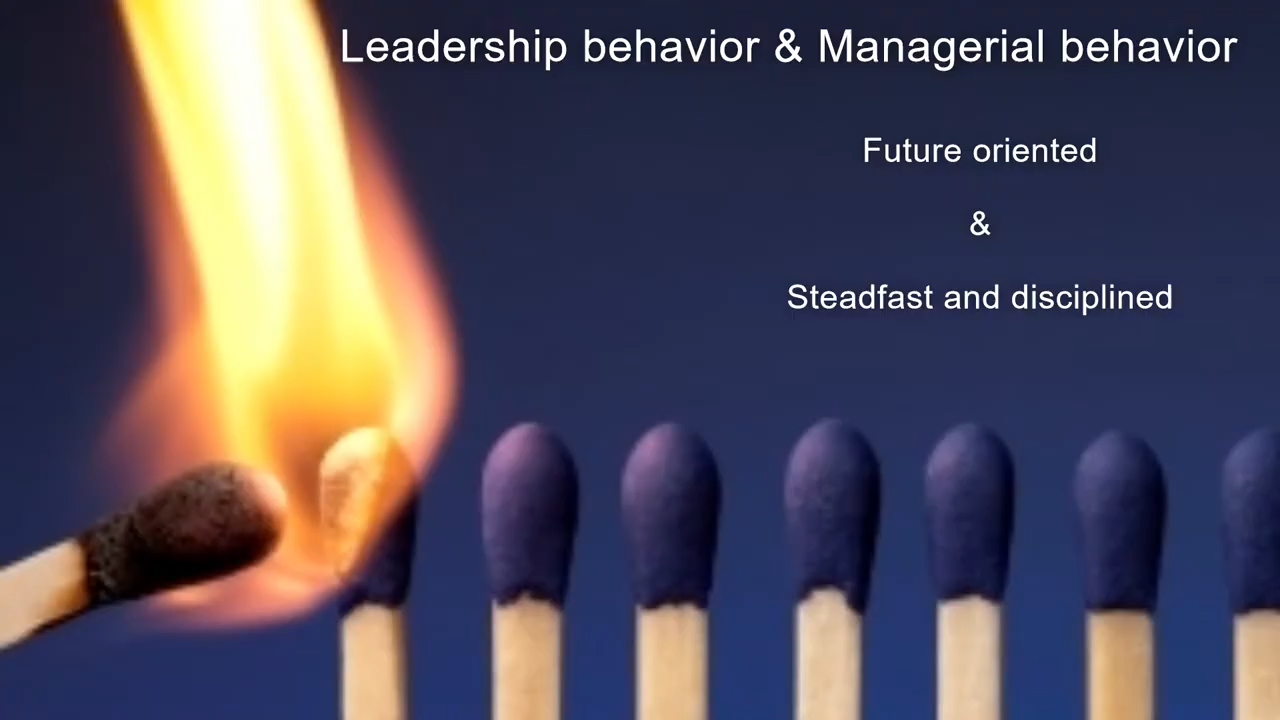 Leadership behavior & Managerial behavior
Future oriented
&
Steadfast and disciplined